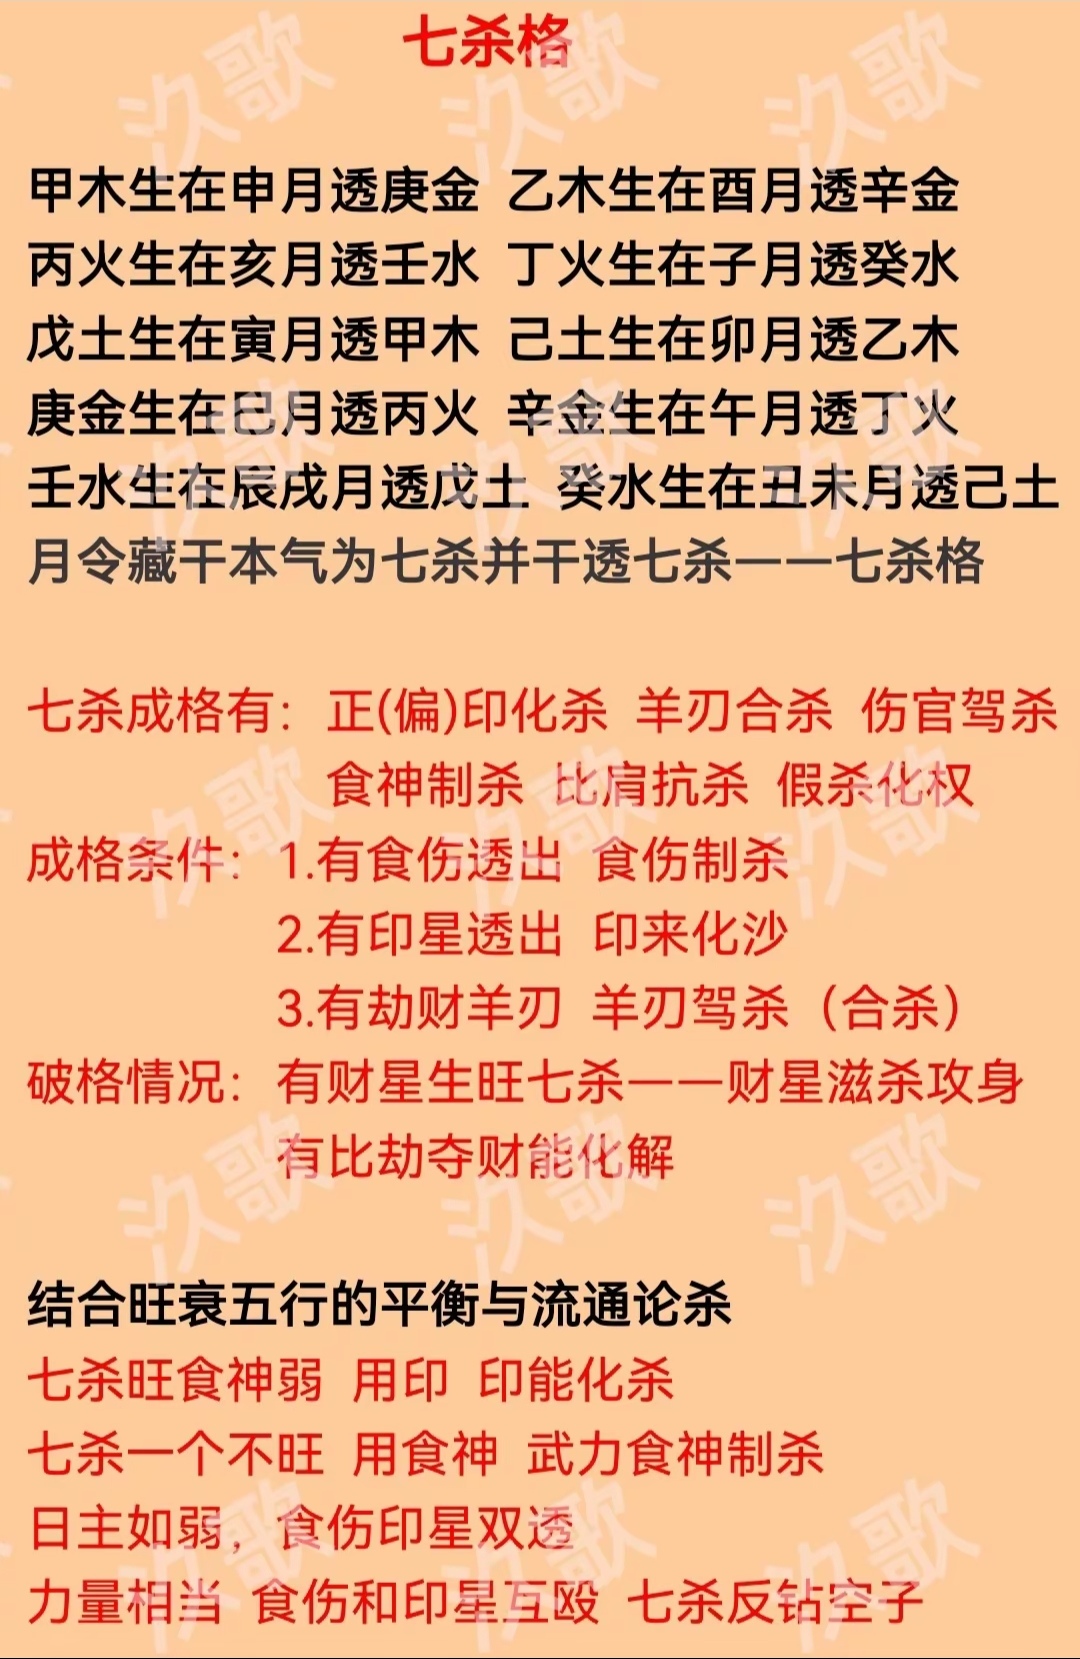 七杀格
甲木生在申月透庚金 乙木生在酉月透辛金
丙火生在亥月透壬水 丁火生在子月透癸水
戊土生在寅月透甲木 己土生在卯月透乙木
庚金生在巳月透丙火 辛金生在午月透丁火
壬水生在辰戌月透戊土 癸水生在丑未月透己土
月令藏干本气为七杀并干透七杀——七杀格
七杀成格有：正(偏)印化杀 羊刃合杀 伤官驾杀
食神制杀 比肩抗杀 假杀化权
成格条件：1.有食伤透出 食伤制杀
2.有印星透出 印来化沙
3.有劫财羊刃 羊刃驾杀（合杀）
破格情况：有财星生旺七杀——财星滋杀攻身
有比劫夺财能化解
结合旺衰五行的平衡与流通论杀
七杀旺食神弱 用印 印能化杀
七杀一个不旺 用食神 武力食神制杀
日主如弱，食伤印星双透
力量相当 食伤和印星互殴 七杀反钻空子
汣歌